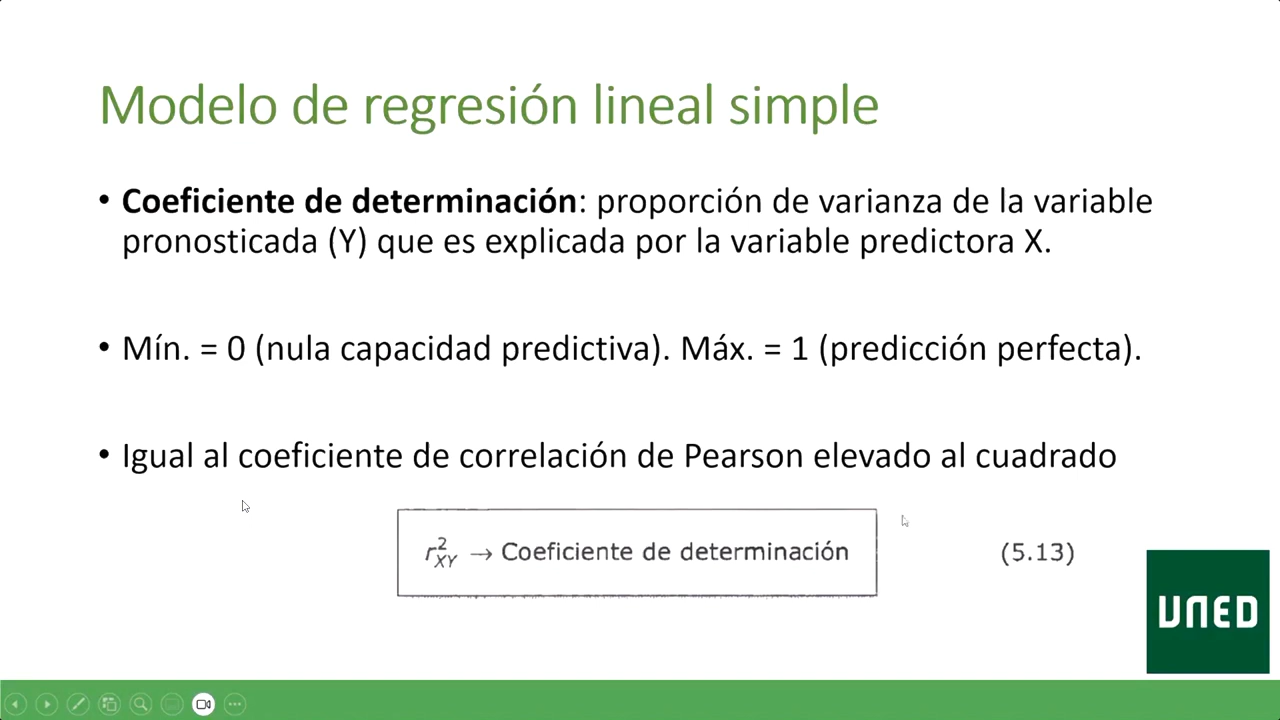 Modelo de regresión lineal simple
• Coeficiente de determinación: proporción de varianza de la variable
pronosticada (Y) que es explicada por la variable predictora X.
• Mín. = 0 (nula capacidad predictiva). Máx. = 1 (predicción perfecta).
• Igual al coeficiente de correlación de Pearson elevado al cuadrado
r²_XY → Coeficiente de determinación (5.13)
UNED